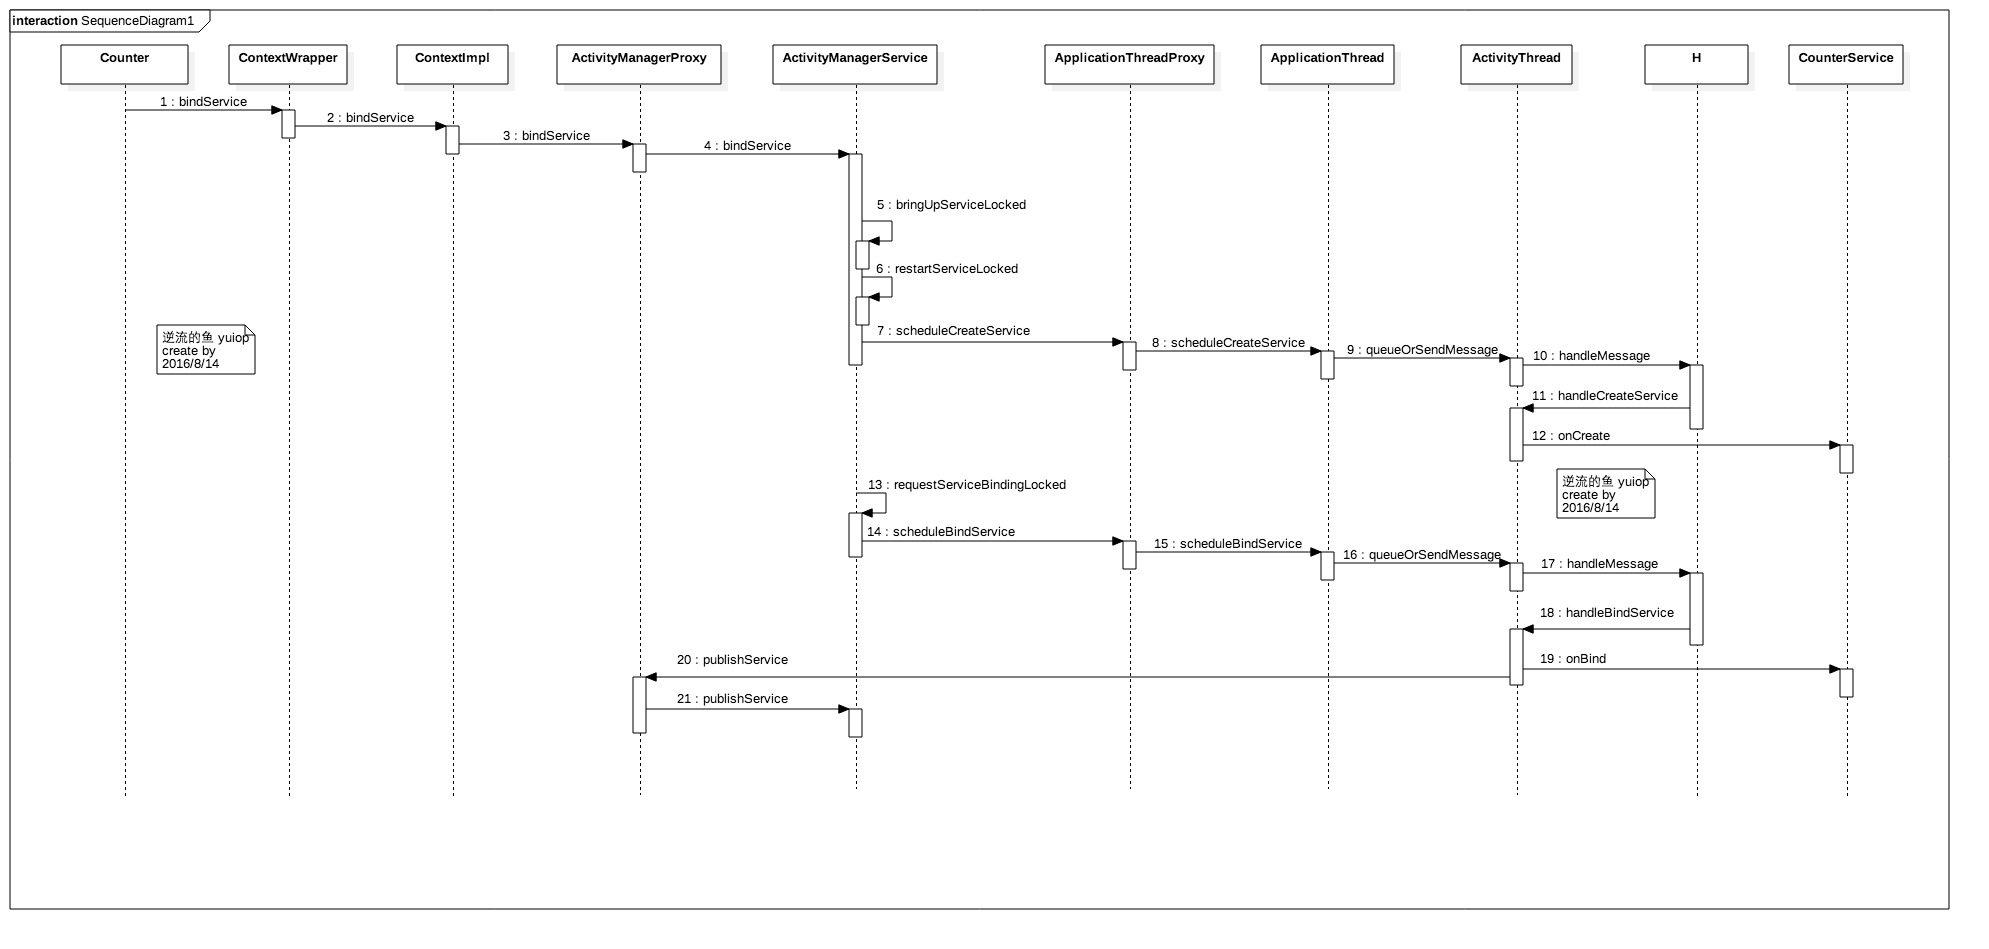 interaction SequenceDiagram1
Counter
ContextWrapper
ContextImpl
ActivityManagerProxy
ActivityManagerService
ApplicationThreadProxy
ApplicationThread
ActivityThread
H
CounterService
1 : bindService
2 : bindService
3 : bindService
4 : bindService
5 : bringUpServiceLocked
6 : restartServiceLocked
7 : scheduleCreateService
8 : scheduleCreateService
9 : queueOrSendMessage
10 : handleMessage
逆流的鱼 yuiop
create by
2016/8/14
11 : handleCreateService
12 : onCreate
13 : requestServiceBindingLocked
逆流的鱼 yuiop
create by
2016/8/14
14 : scheduleBindService
15 : scheduleBindService
16 : queueOrSendMessage
17 : handleMessage
18 : handleBindService
19 : onBind
20 : publishService
21 : publishService